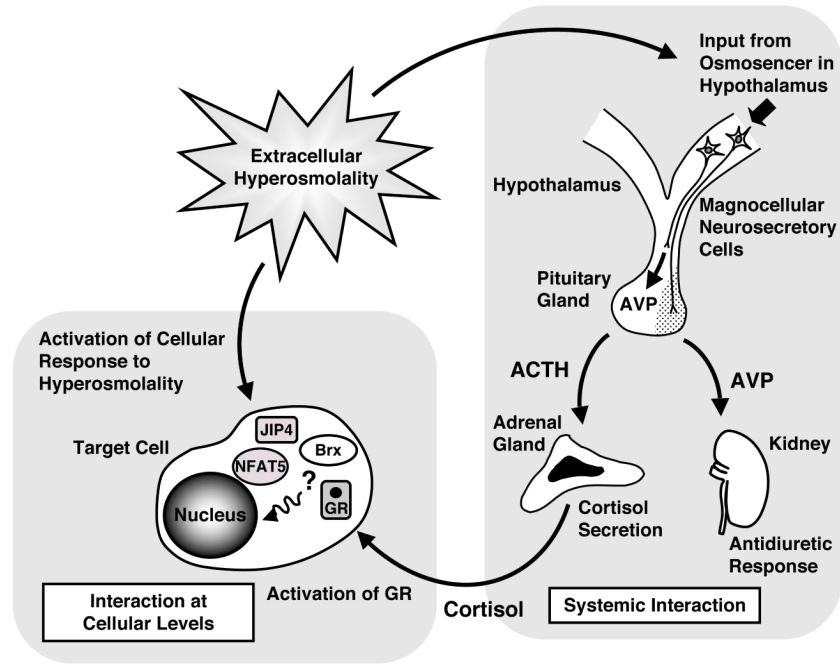 Input from
Osmosencer in
Hypothalamus
Extracellular
Hyperosmolality
Hypothalamus
Magnocellular
Neurosecretory
Cells
Pituitary
Gland
AVP
Activation of Cellular
Response to
Hyperosmolality
ACTH
AVP
Adrenal
Gland
Kidney
Target Cell
JIP4
Brx
NFAT5
?
GR
Nucleus
Cortisol
Secretion
Antidiuretic
Response
Activation of GR
Cortisol
Interaction at
Cellular Levels
Systemic Interaction